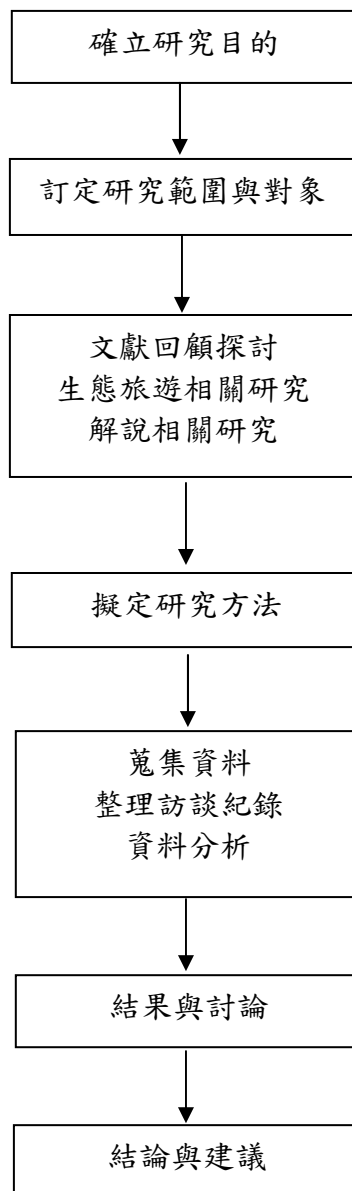 確立研究目的
訂定研究範圍與對象
文獻回顧探討
生態旅遊相關研究
解說相關研究
擬定研究方法
蒐集資料
整理訪談紀錄
資料分析
結果與討論
結論與建議